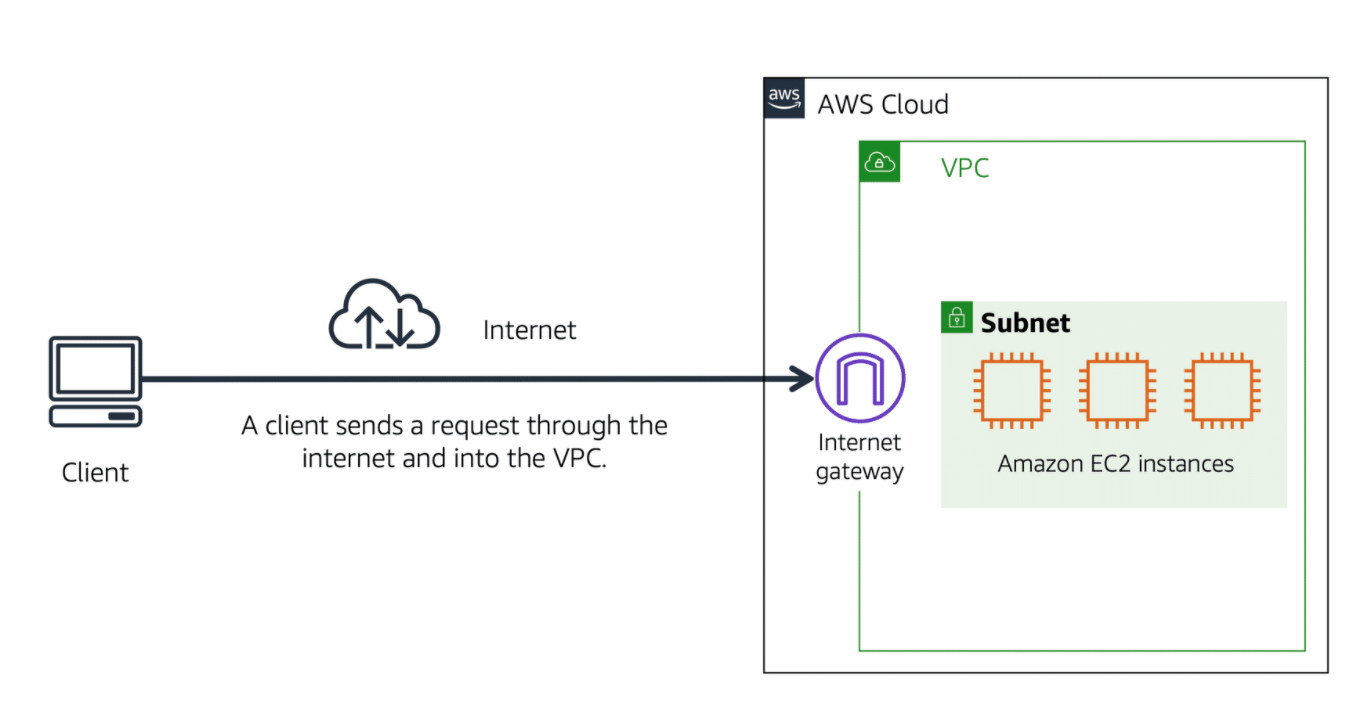 aws
AWS Cloud
VPC
Internet
Subnet
A client sends a request through the
internet and into the VPC.
Client
Internet
gateway
Amazon EC2 instances